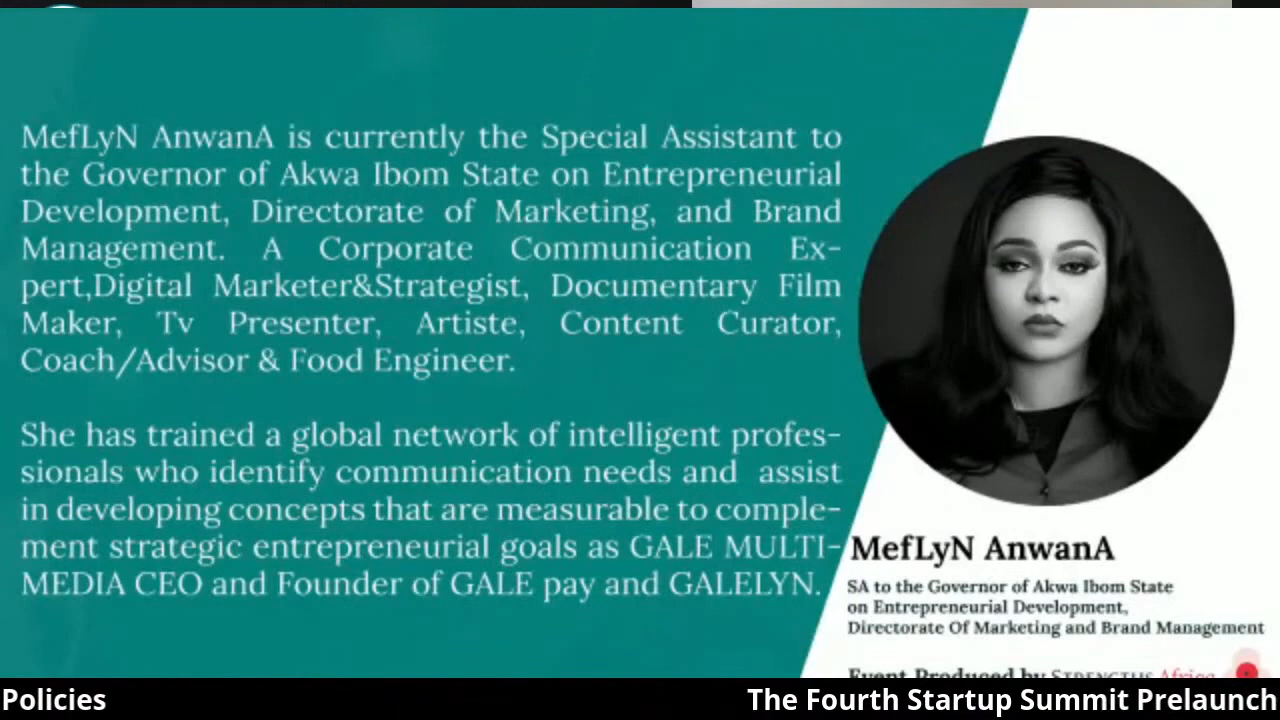 MefLyN AnwanA is currently the Special Assistant to
the Governor of Akwa Ibom State on Entrepreneurial
Development, Directorate of Marketing, and Brand
Management. A Corporate Communication Ex-
pert,Digital Marketer&Strategist, Documentary Film
Maker, Tv Presenter, Artiste, Content Curator,
Coach/Advisor & Food Engineer.
She has trained a global network of intelligent profes-
sionals who identify communication needs and assist
in developing concepts that are measurable to comple-
ment strategic entrepreneurial goals as GALE MULTI-
MEDIA CEO and Founder of GALE pay and GALELYN.
MefLyN AnwanA
SA to the Governor of Akwa Ibom State
on Entrepreneurial Development,
Directorate Of Marketing and Brand Management
Event Produced by Africa
Policies
The Fourth Startup Summit Prelaunch